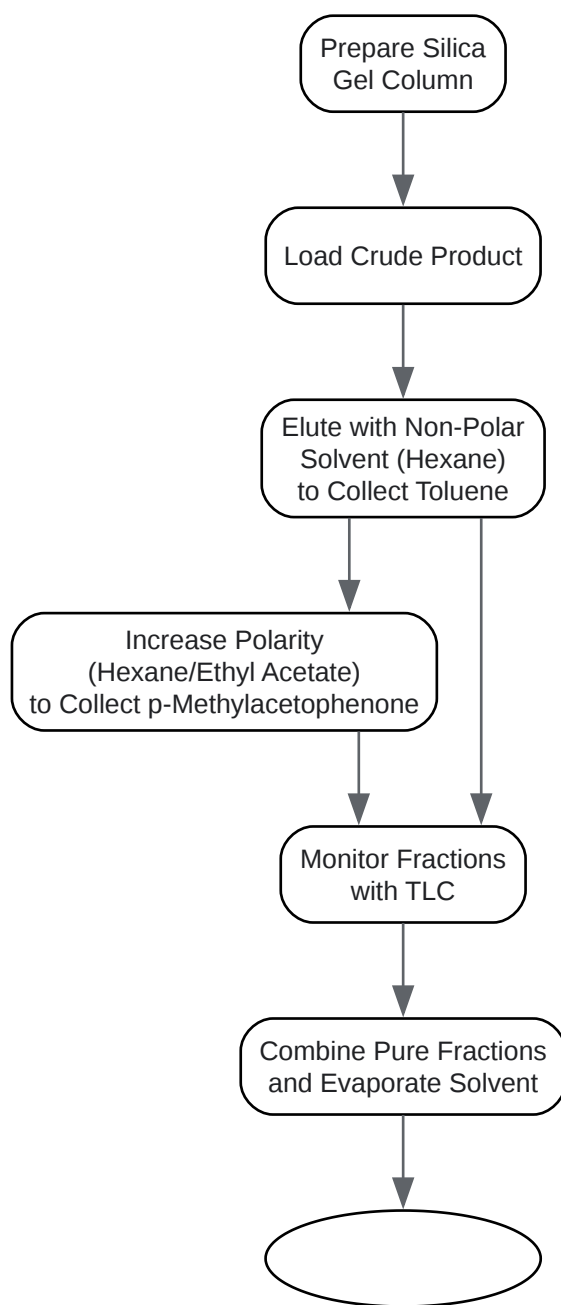 Prepare Silica
Gel Column
Load Crude Product
Elute with Non-Polar
Solvent (Hexane)
to Collect Toluene
Increase Polarity
(Hexane/Ethyl Acetate)
to Collect p-Methylacetophenone
Monitor Fractions
with TLC
Combine Pure Fractions
and Evaporate Solvent